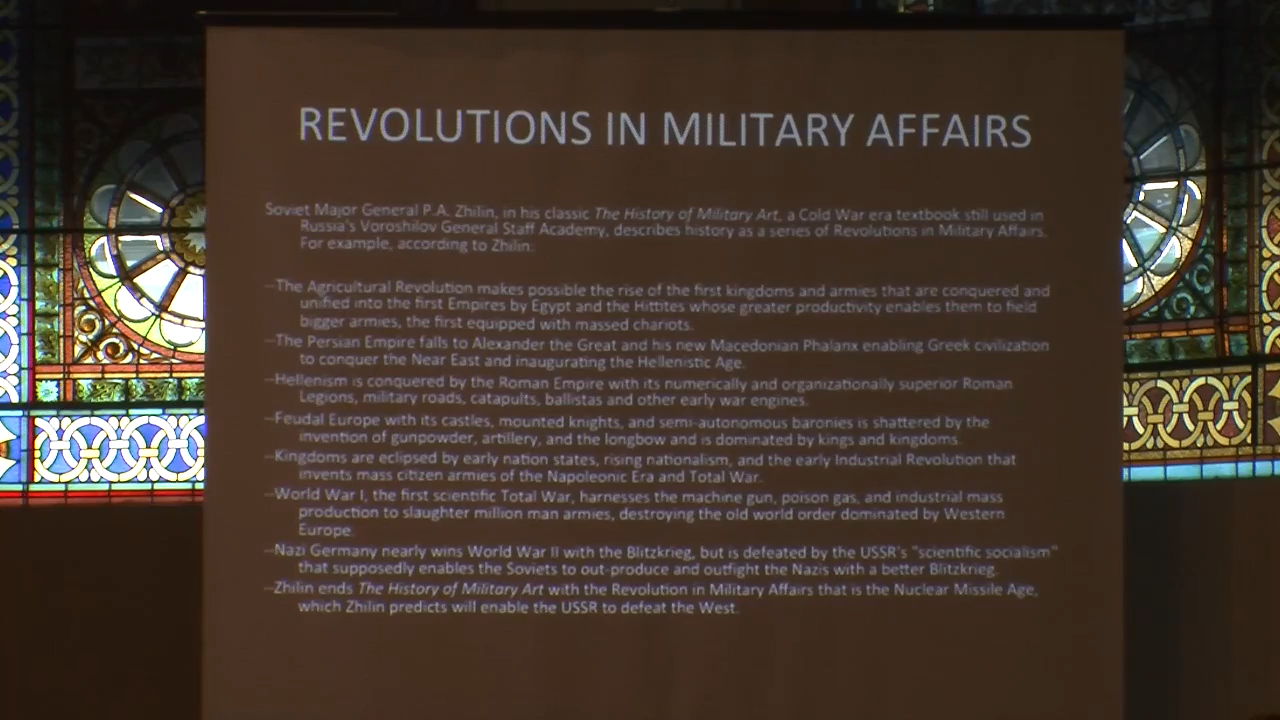 REVOLUTIONS IN MILITARY AFFAIRS
Soviet Major General P.A. Zhilin, in his classic The History of Military Art, a Cold War era textbook still used in
Russia's Voroshilov General Staff Academy, describes history as a series of Revolutions in Military Affairs.
For example, according to Zhilin:
--The Agricultural Revolution makes possible the rise of the first kingdoms and armies that are conquered and
unified into the first Empires by Egypt and the Hittites whose greater productivity enables them to field
bigger armies, the first equipped with massed chariots.
--The Persian Empire falls to Alexander the Great and his new Macedonian Phalanx enabling Greek civilization
to conquer the Near East and inaugurating the Hellenistic Age.
--Hellenism is conquered by the Roman Empire with its numerically and organizationally superior Roman
Legions, military roads, catapults, ballistas and other early war engines.
--Feudal Europe with its castles, mounted knights, and semi-autonomous baronies is shattered by the
invention of gunpowder, artillery, and the longbow and is dominated by kings and kingdoms.
--Kingdoms are eclipsed by early nation states, rising nationalism, and the early Industrial Revolution that
invents mass citizen armies of the Napoleonic Era and Total War.
--World War I, the first scientific Total War, harnesses the machine gun, poison gas, and industrial mass
production to slaughter million man armies, destroying the old world order dominated by Western
Europe.
--Nazi Germany nearly wins World War II with the Blitzkrieg, but is defeated by the USSR's "scientific socialism"
that supposedly enables the Soviets to out-produce and outfight the Nazis with a better Blitzkrieg.
--Zhilin ends The History of Military Art with the Revolution in Military Affairs that is the Nuclear Missile Age,
which Zhilin predicts will enable the USSR to defeat the West.